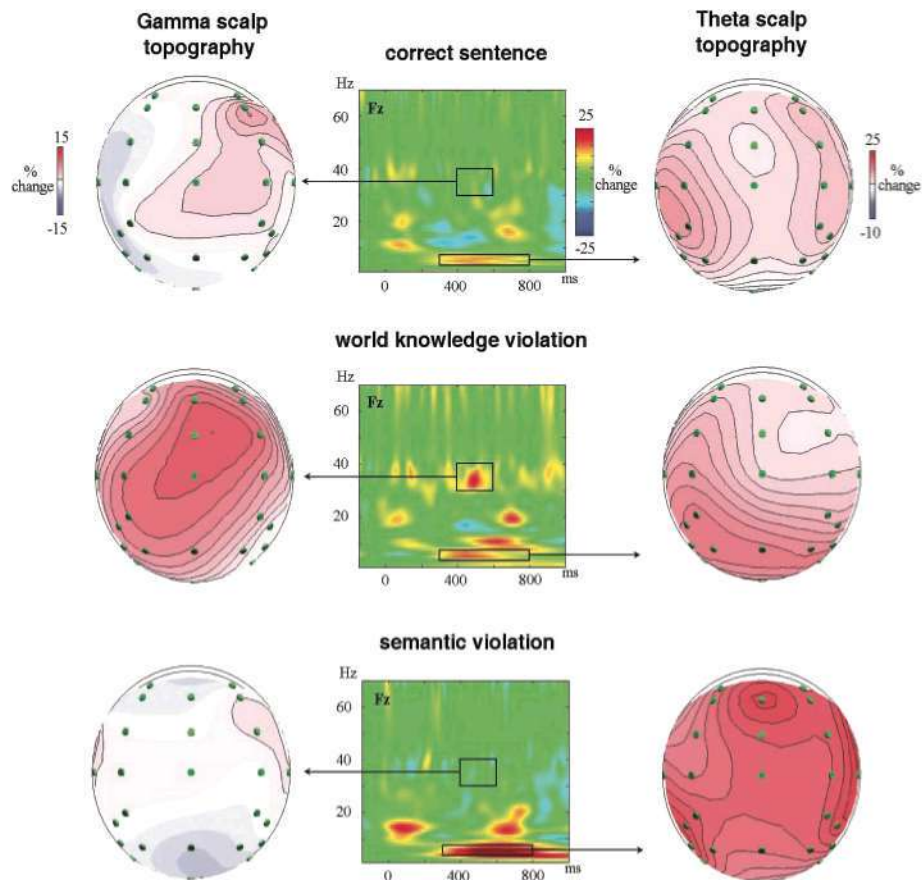 Gamma scalp
topography
correct sentence
Theta scalp
topography
15
%
change
-15
Hz
60
40
20
Fz
25
%
change
-25
0
400
800
ms
25
%
change
-10
world knowledge violation
Hz
60
40
20
Fz
0
400
800
ms
semantic violation
Hz
60
40
20
Fz
0
400
800
ms